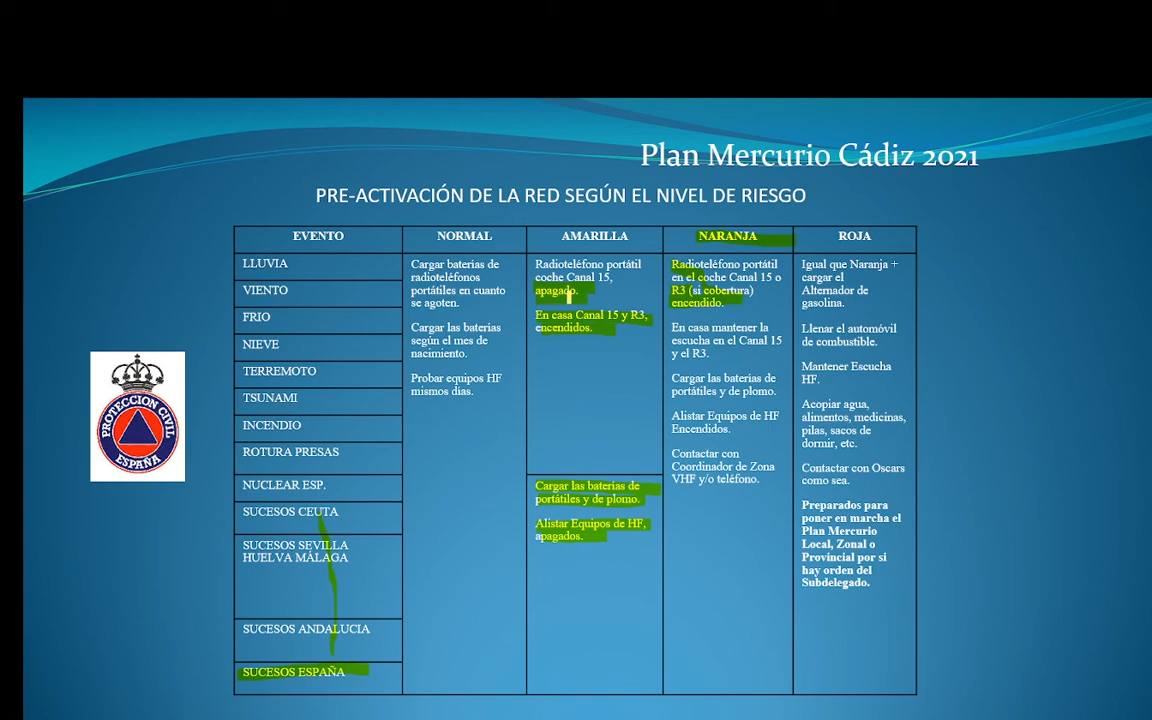 Plan Mercurio Cádiz 2021
PRE-ACTIVACIÓN DE LA RED SEGÚN EL NIVEL DE RIESGO
EVENTO
NORMAL
AMARILLA
NARANJA
ROJA
LLUVIA
VIENTO
FRIO
NIEVE
TERREMOTO
TSUNAMI
INCENDIO
ROTURA PRESAS
NUCLEAR ESP.
SUCESOS CEUTA
SUCESOS SEVILLA
HUELVA MÁLAGA
SUCESOS ANDALUCIA
SUCESOS ESPAÑA
Cargar baterías de
radioteléfonos
portátiles en cuanto
se agoten.
Cargar las baterías
según el mes de
nacimiento.
Probar equipos HF
mismos días.
Radioteléfono portátil
coche Canal 15,
apagado.
En casa Canal 15 y R3,
encendidos.
Cargar las baterías de
portátiles y de plomo.
Alistar Equipos de HF,
apagados.
Radioteléfono portátil
en el coche Canal 15 o
R3 (si cobertura)
encendido.
En casa mantener la
escucha en el Canal 15
y el R3.
Cargar las baterías de
portátiles y de plomo.
Alistar Equipos de HF
Encendidos.
Contactar con
Coordinador de Zona
VHF y/o teléfono.
Igual que Naranja +
cargar el
Alternador de
gasolina.
Llenar el automóvil
de combustible.
Mantener Escucha
HF.
Acopiar agua,
alimentos, medicinas,
pilas, sacos de
dormir, etc.
Contactar con Oscars
como sea.
Preparados para
poner en marcha el
Plan Mercurio
Local, Zonal o
Provincial por si
hay orden del
Subdelegado.
PROTECCION CIVIL
ESPAÑA